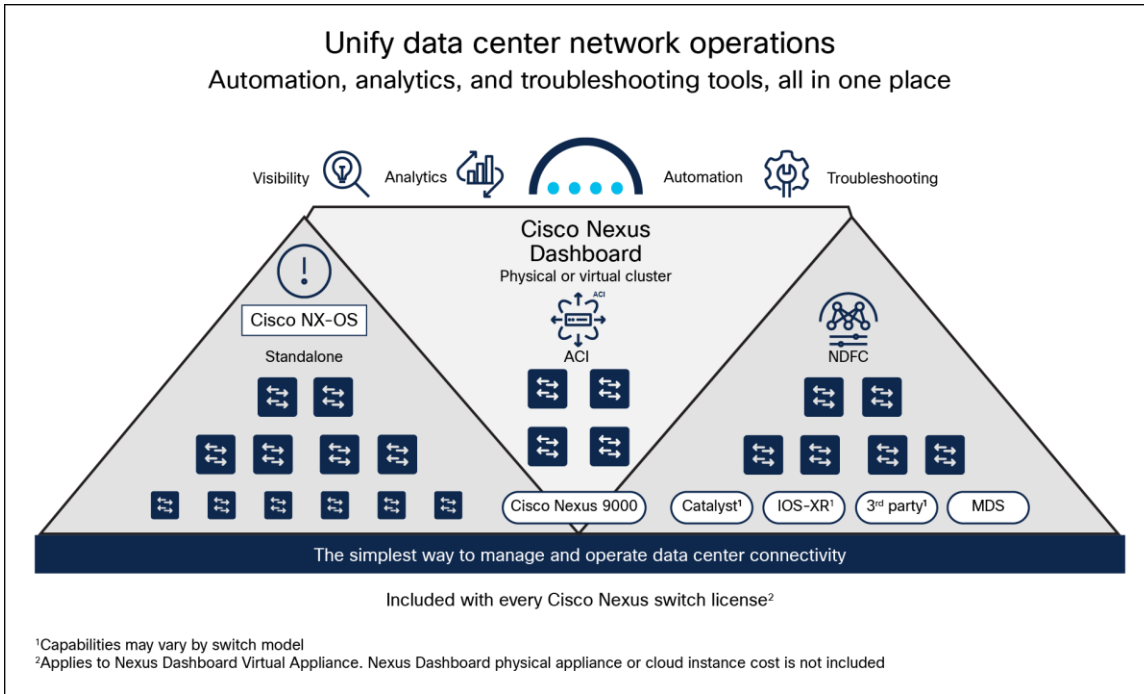 Unify data center network operations
Automation, analytics, and troubleshooting tools, all in one place
Visibility
Analytics
Automation
Troubleshooting
Cisco Nexus
Dashboard
Physical or virtual cluster
Cisco NX-OS
Standalone
ACI
ACI
NDFC
Cisco Nexus 9000
Catalyst¹
IOS-XR¹
3ʳᵈ party¹
MDS
The simplest way to manage and operate data center connectivity
Included with every Cisco Nexus switch license²
¹Capabilities may vary by switch model
²Applies to Nexus Dashboard Virtual Appliance. Nexus Dashboard physical appliance or cloud instance cost is not included